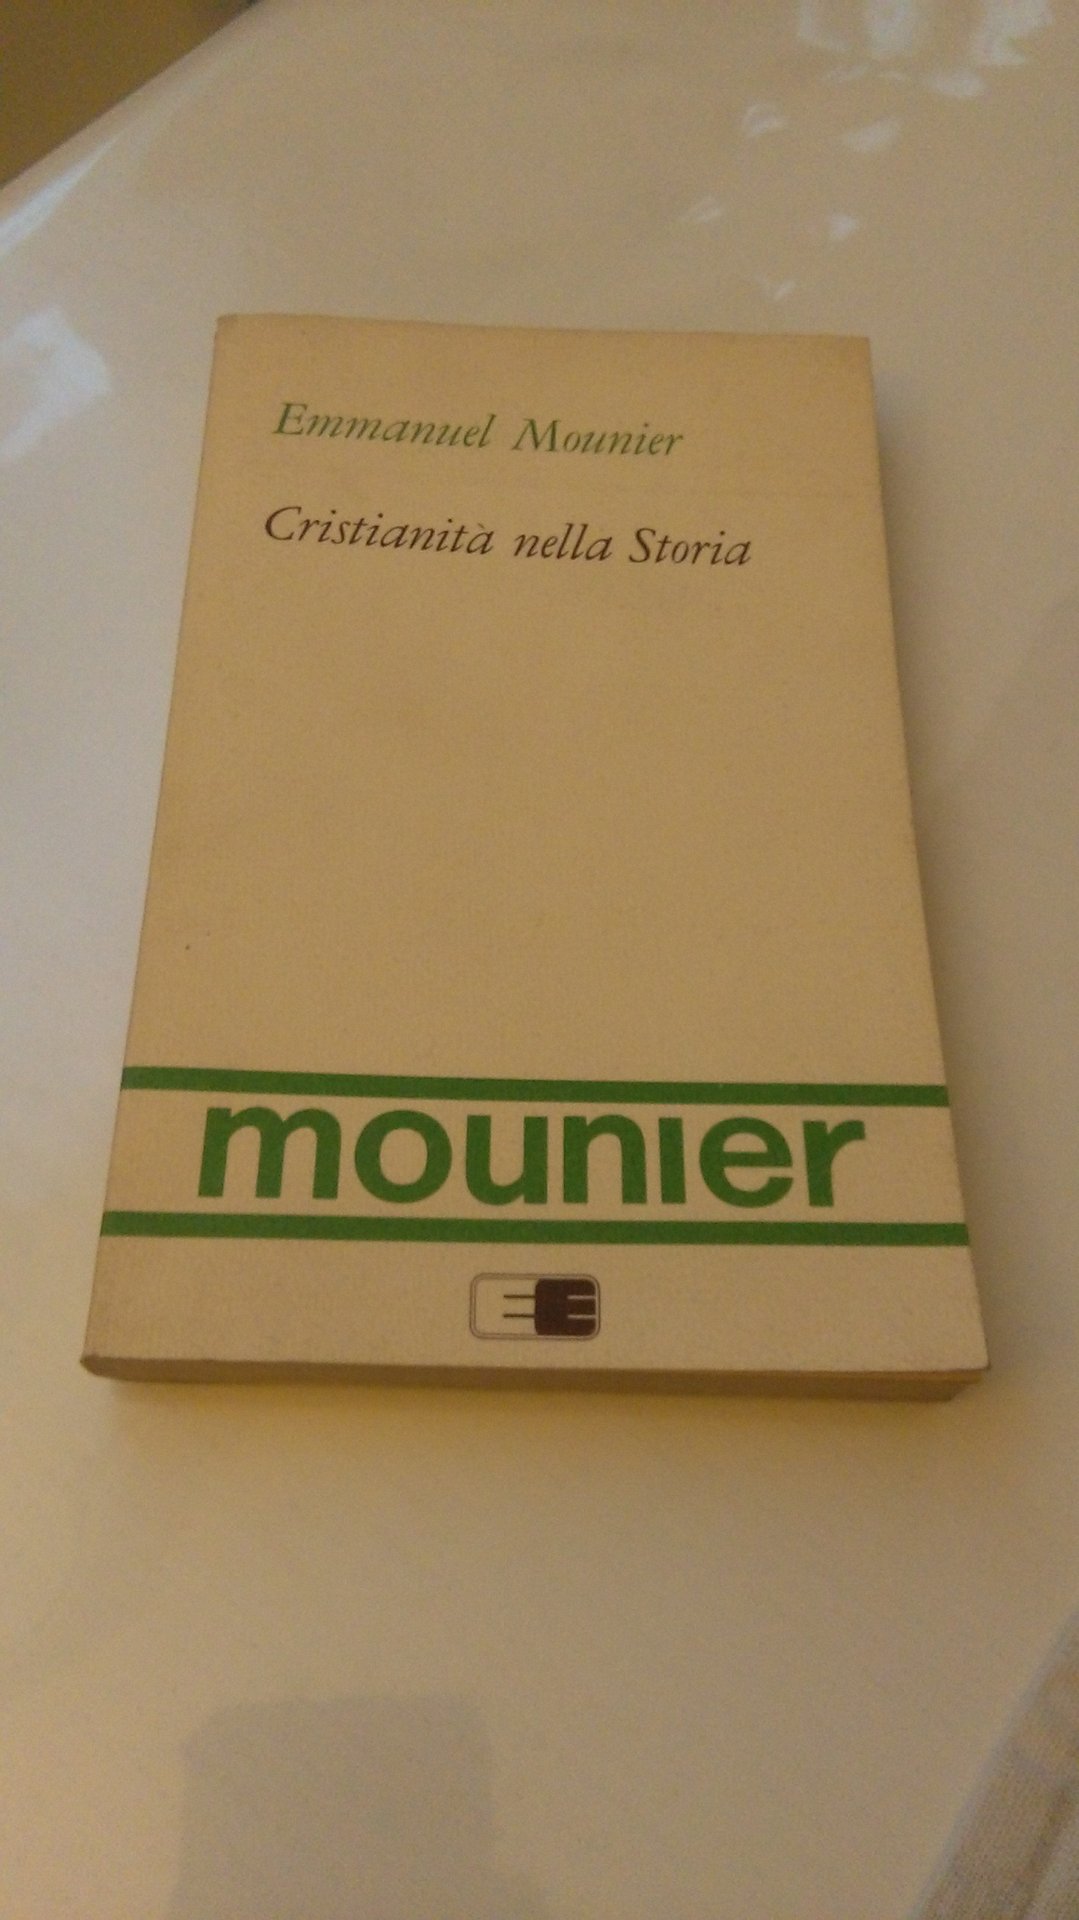 Emmanuel Mounier
Cristianità nella Storia
mounier